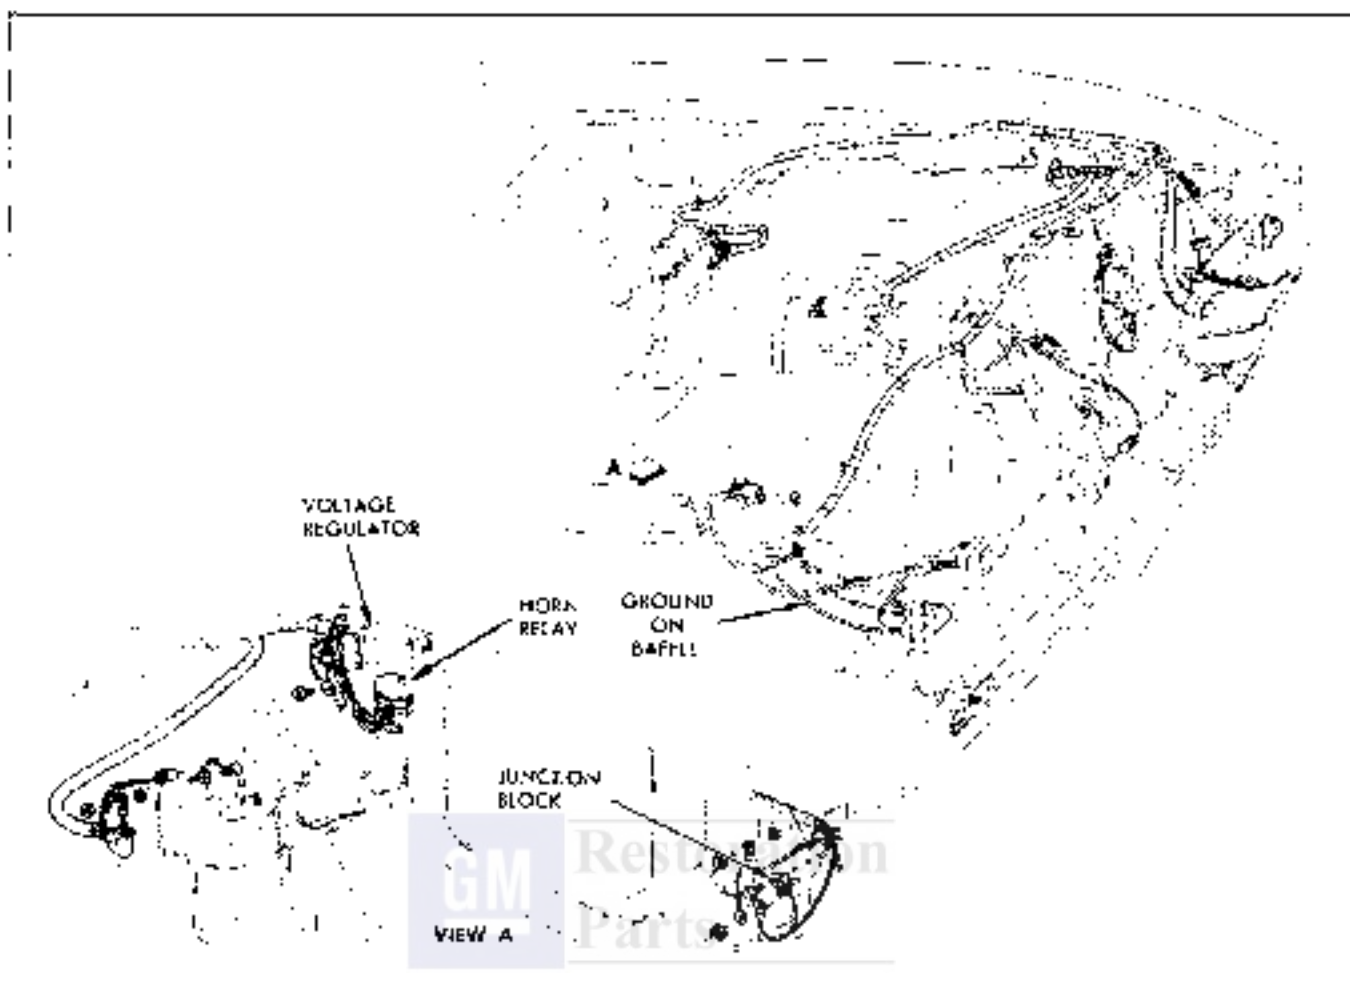 A
VOLTAGE
REGULATOR
HORN
RELAY
GROUND
ON
BAFFLE
JUNCTION
BLOCK
GM
Restoration
Parts
VIEW A